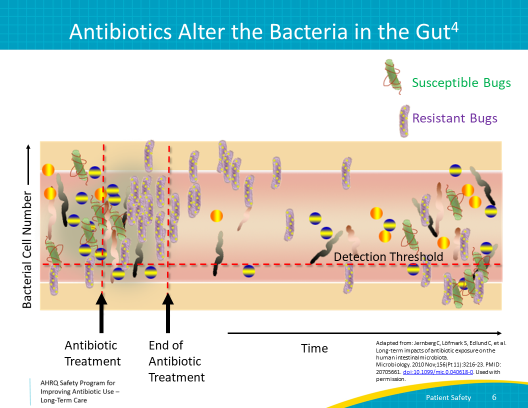 Antibiotics Alter the Bacteria in the Gut4
Susceptible Bugs
Resistant Bugs
Bacterial Cell Number
Detection Threshold
Antibiotic
Treatment
End of
Antibiotic
Treatment
Time
Adapted from: Jernberg C, Löfmark S, Edlund C, et al.
Long-term impacts of antibiotic exposure on the
human intestinal microbiota.
Microbiology. 2010 Nov;156(Pt 11):3216-23. PMID:
20705661. doi:10.1099/mic.0.040618-0. Used with
permission.
AHRQ Safety Program for
Improving Antibiotic Use –
Long-Term Care
Patient Safety 6